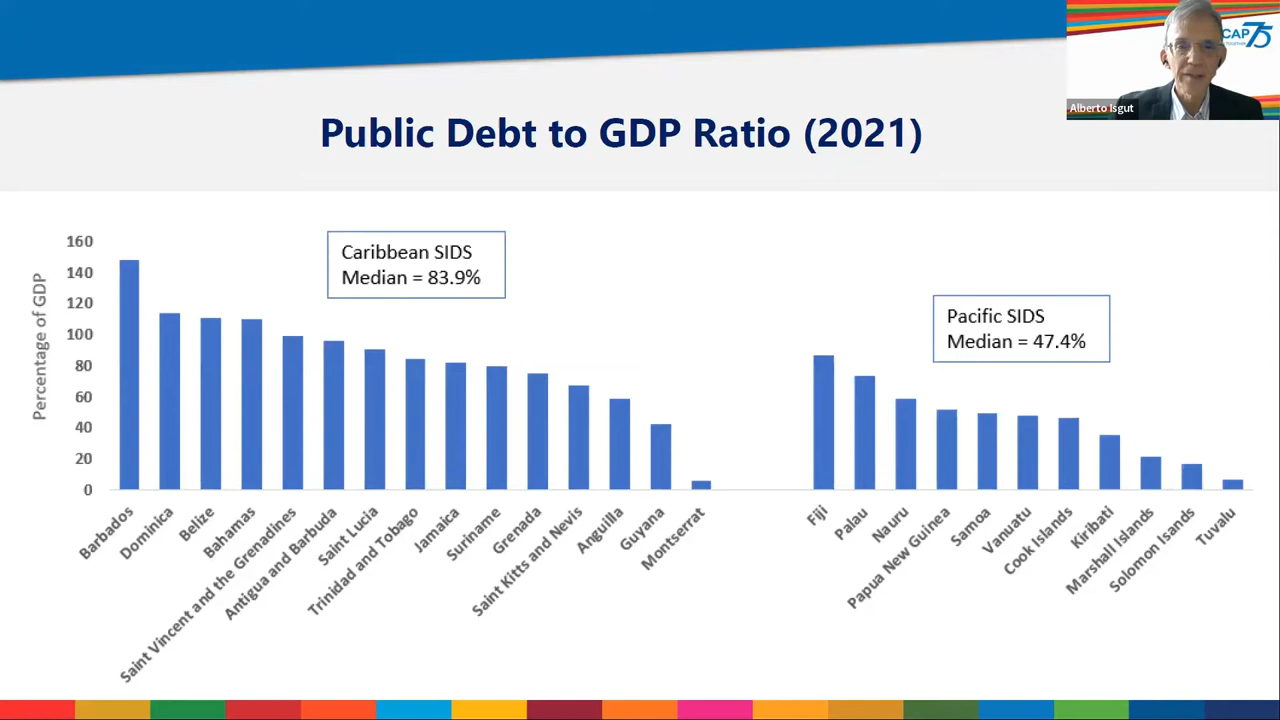 CAP75
Alberto Isgut
Public Debt to GDP Ratio (2021)
Percentage of GDP
160
140
120
100
80
60
40
20
0
Caribbean SIDS
Median = 83.9%
Pacific SIDS
Median = 47.4%
Barbados
Dominica
Belize
Bahamas
Saint Vincent and the Grenadines
Antigua and Barbuda
Saint Lucia
Trinidad and Tobago
Jamaica
Suriname
Grenada
Saint Kitts and Nevis
Anguilla
Guyana
Montserrat
Fiji
Palau
Nauru
Papua New Guinea
Samoa
Vanuatu
Cook Islands
Kiribati
Marshall Islands
Solomon Islands
Tuvalu